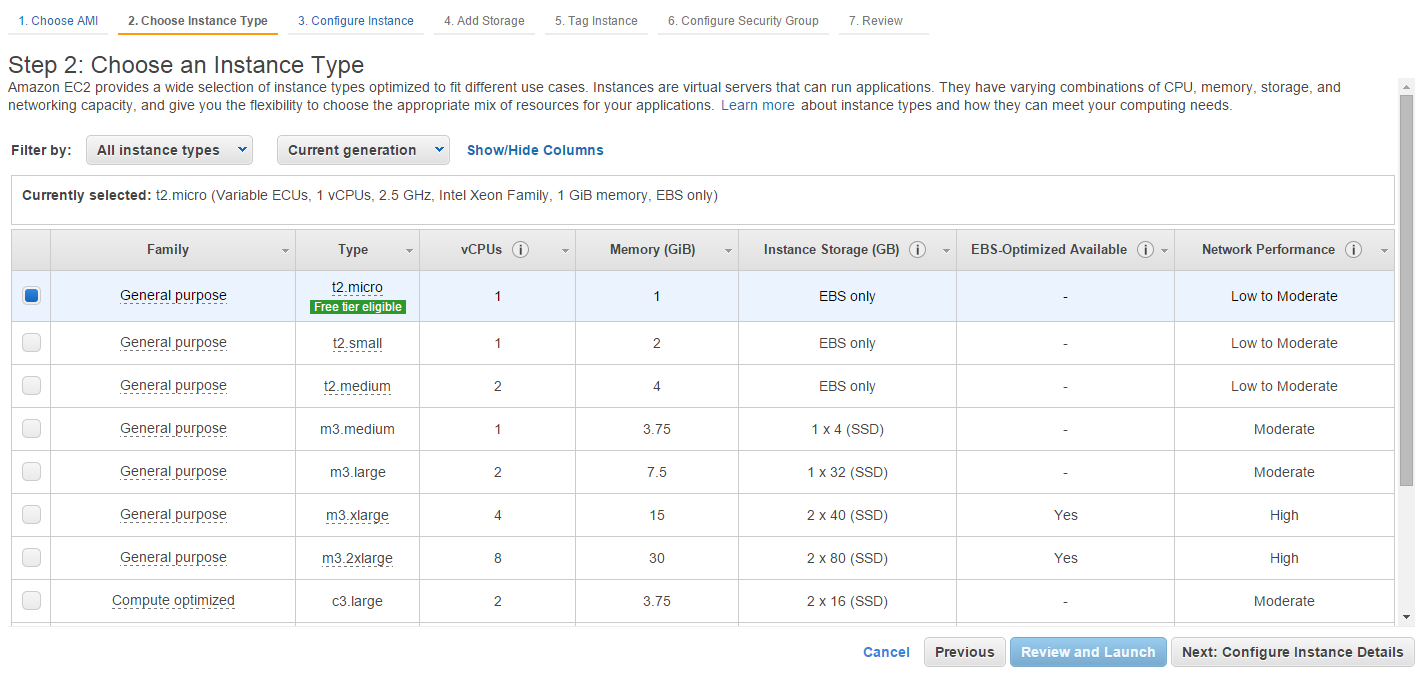 1. Choose AMI 2. Choose Instance Type 3. Configure Instance 4. Add Storage 5. Tag Instance 6. Configure Security Group 7. Review
Step 2: Choose an Instance Type
Amazon EC2 provides a wide selection of instance types optimized to fit different use cases. Instances are virtual servers that can run applications. They have varying combinations of CPU, memory, storage, and
networking capacity, and give you the flexibility to choose the appropriate mix of resources for your applications. Learn more about instance types and how they can meet your computing needs.
Filter by: All instance types Current generation Show/Hide Columns
Currently selected: t2.micro (Variable ECUs, 1 vCPUs, 2.5 GHz, Intel Xeon Family, 1 GiB memory, EBS only)
Family Type vCPUs i Memory (GiB) Instance Storage (GB) i EBS-Optimized Available i Network Performance i
General purpose t2.micro 1 1 EBS only - Low to Moderate
Free tier eligible
General purpose t2.small 1 2 EBS only - Low to Moderate
General purpose t2.medium 2 4 EBS only - Low to Moderate
General purpose m3.medium 1 3.75 1 x 4 (SSD) - Moderate
General purpose m3.large 2 7.5 1 x 32 (SSD) - Moderate
General purpose m3.xlarge 4 15 2 x 40 (SSD) Yes High
General purpose m3.2xlarge 8 30 2 x 80 (SSD) Yes High
Compute optimized c3.large 2 3.75 2 x 16 (SSD) - Moderate
Cancel Previous Review and Launch Next: Configure Instance Details